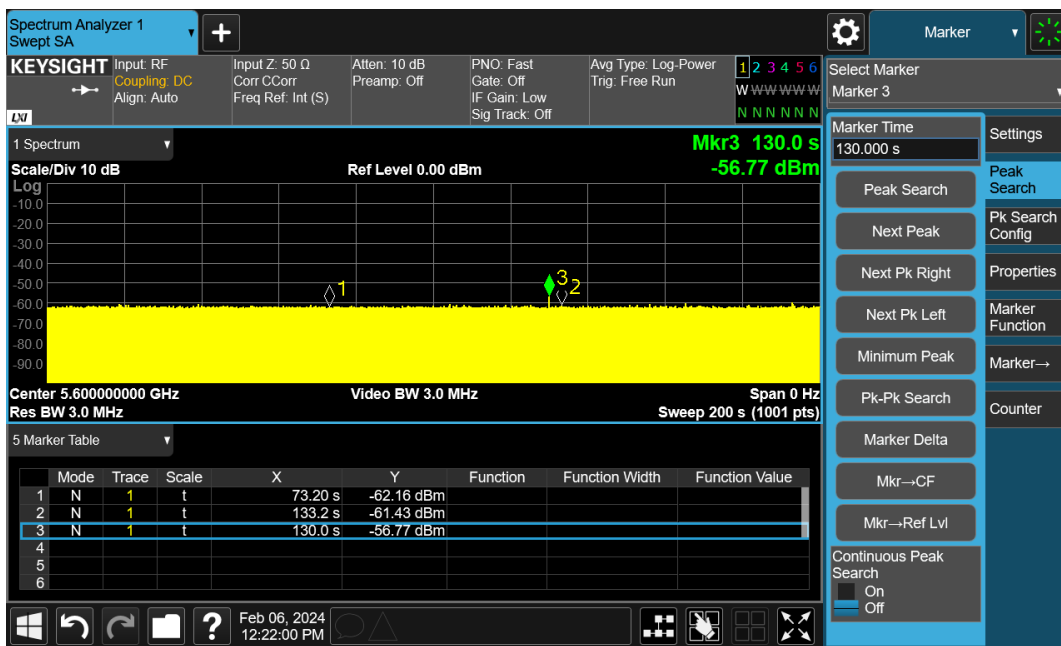 Spectrum Analyzer 1
Swept SA
+
Marker
KEYSIGHT
LXI
Input: RF
Coupling: DC
Align: Auto
Input Z: 50 Ω
Corr CCorr
Freq Ref: Int (S)
Atten: 10 dB
Preamp: Off
PNO: Fast
Gate: Off
IF Gain: Low
Sig Track: Off
Avg Type: Log-Power
Trig: Free Run
1 2 3 4 5 6
W W W W W W
N N N N N N
Select Marker
Marker 3
1 Spectrum
Mkr3 130.0 s
Scale/Div 10 dB
Ref Level 0.00 dBm
-56.77 dBm
Log
-10.0
-20.0
-30.0
-40.0
-50.0
-60.0
-70.0
-80.0
-90.0
1
3
2
Center 5.600000000 GHz
Video BW 3.0 MHz
Span 0 Hz
Res BW 3.0 MHz
Sweep 200 s (1001 pts)
5 Marker Table
Mode Trace Scale X Y Function Function Width Function Value
1 N 1 t 73.20 s -62.16 dBm
2 N 1 t 133.2 s -61.43 dBm
3 N 1 t 130.0 s -56.77 dBm
4
5
6
?
Feb 06, 2024
12:22:00 PM
Marker Time
130.000 s
Peak Search
Next Peak
Next Pk Right
Next Pk Left
Minimum Peak
Pk-Pk Search
Marker Delta
Mkr→CF
Mkr→Ref Lvl
Continuous Peak
Search
On
Off
Settings
Peak
Search
Pk Search
Config
Properties
Marker
Function
Marker→
Counter